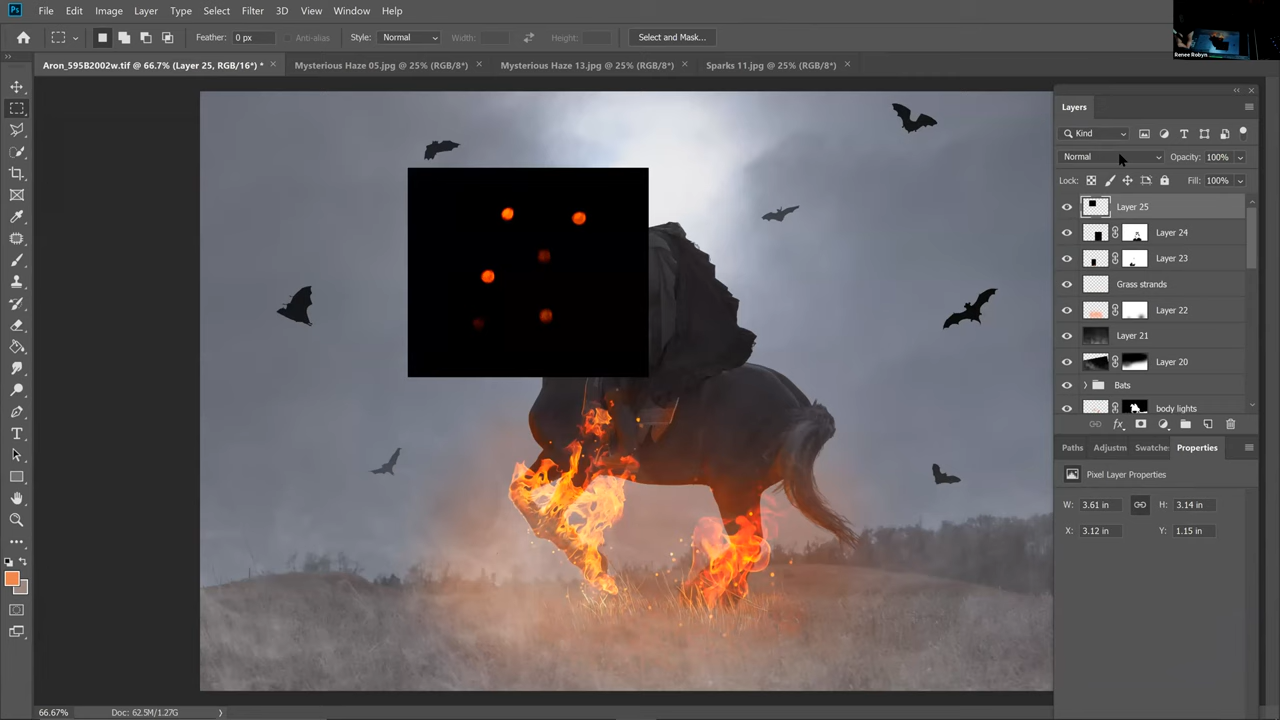 Ps File Edit Image Layer Type Select Filter 3D View Window Help
Feather: 0 px Anti-alias Style: Normal Width: Height: Select and Mask...
Renee Robyn
Aron_595B2002w.tif @ 66.7% (Layer 25, RGB/16*) * × Mysterious Haze 05.jpg @ 25% (RGB/8*) × Mysterious Haze 13.jpg @ 25% (RGB/8*) × Sparks 11.jpg @ 25% (RGB/8*) ×
Layers
Kind
Normal Opacity: 100%
Lock: Fill: 100%
Layer 25
Layer 24
Layer 23
Grass strands
Layer 22
Layer 21
Layer 20
Bats
body lights
fx
Paths Adjustm Swatche Properties
Pixel Layer Properties
W: 3.61 in H: 3.14 in
X: 3.12 in Y: 1.15 in
66.67% Doc: 62.5M/1.27G